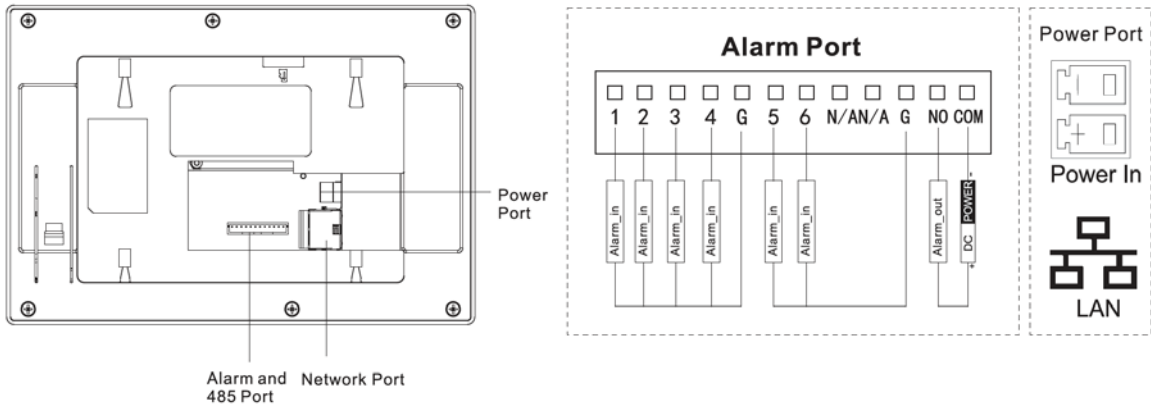 Power
Port
Alarm and
485 Port
Network Port
Alarm Port
1 2 3 4 G 5 6 N/A N/A G NO COM
Alarm_in
Alarm_in
Alarm_in
Alarm_in
Alarm_in
Alarm_in
Alarm_out
+ DC POWER -
Power Port
-
+
Power In
LAN